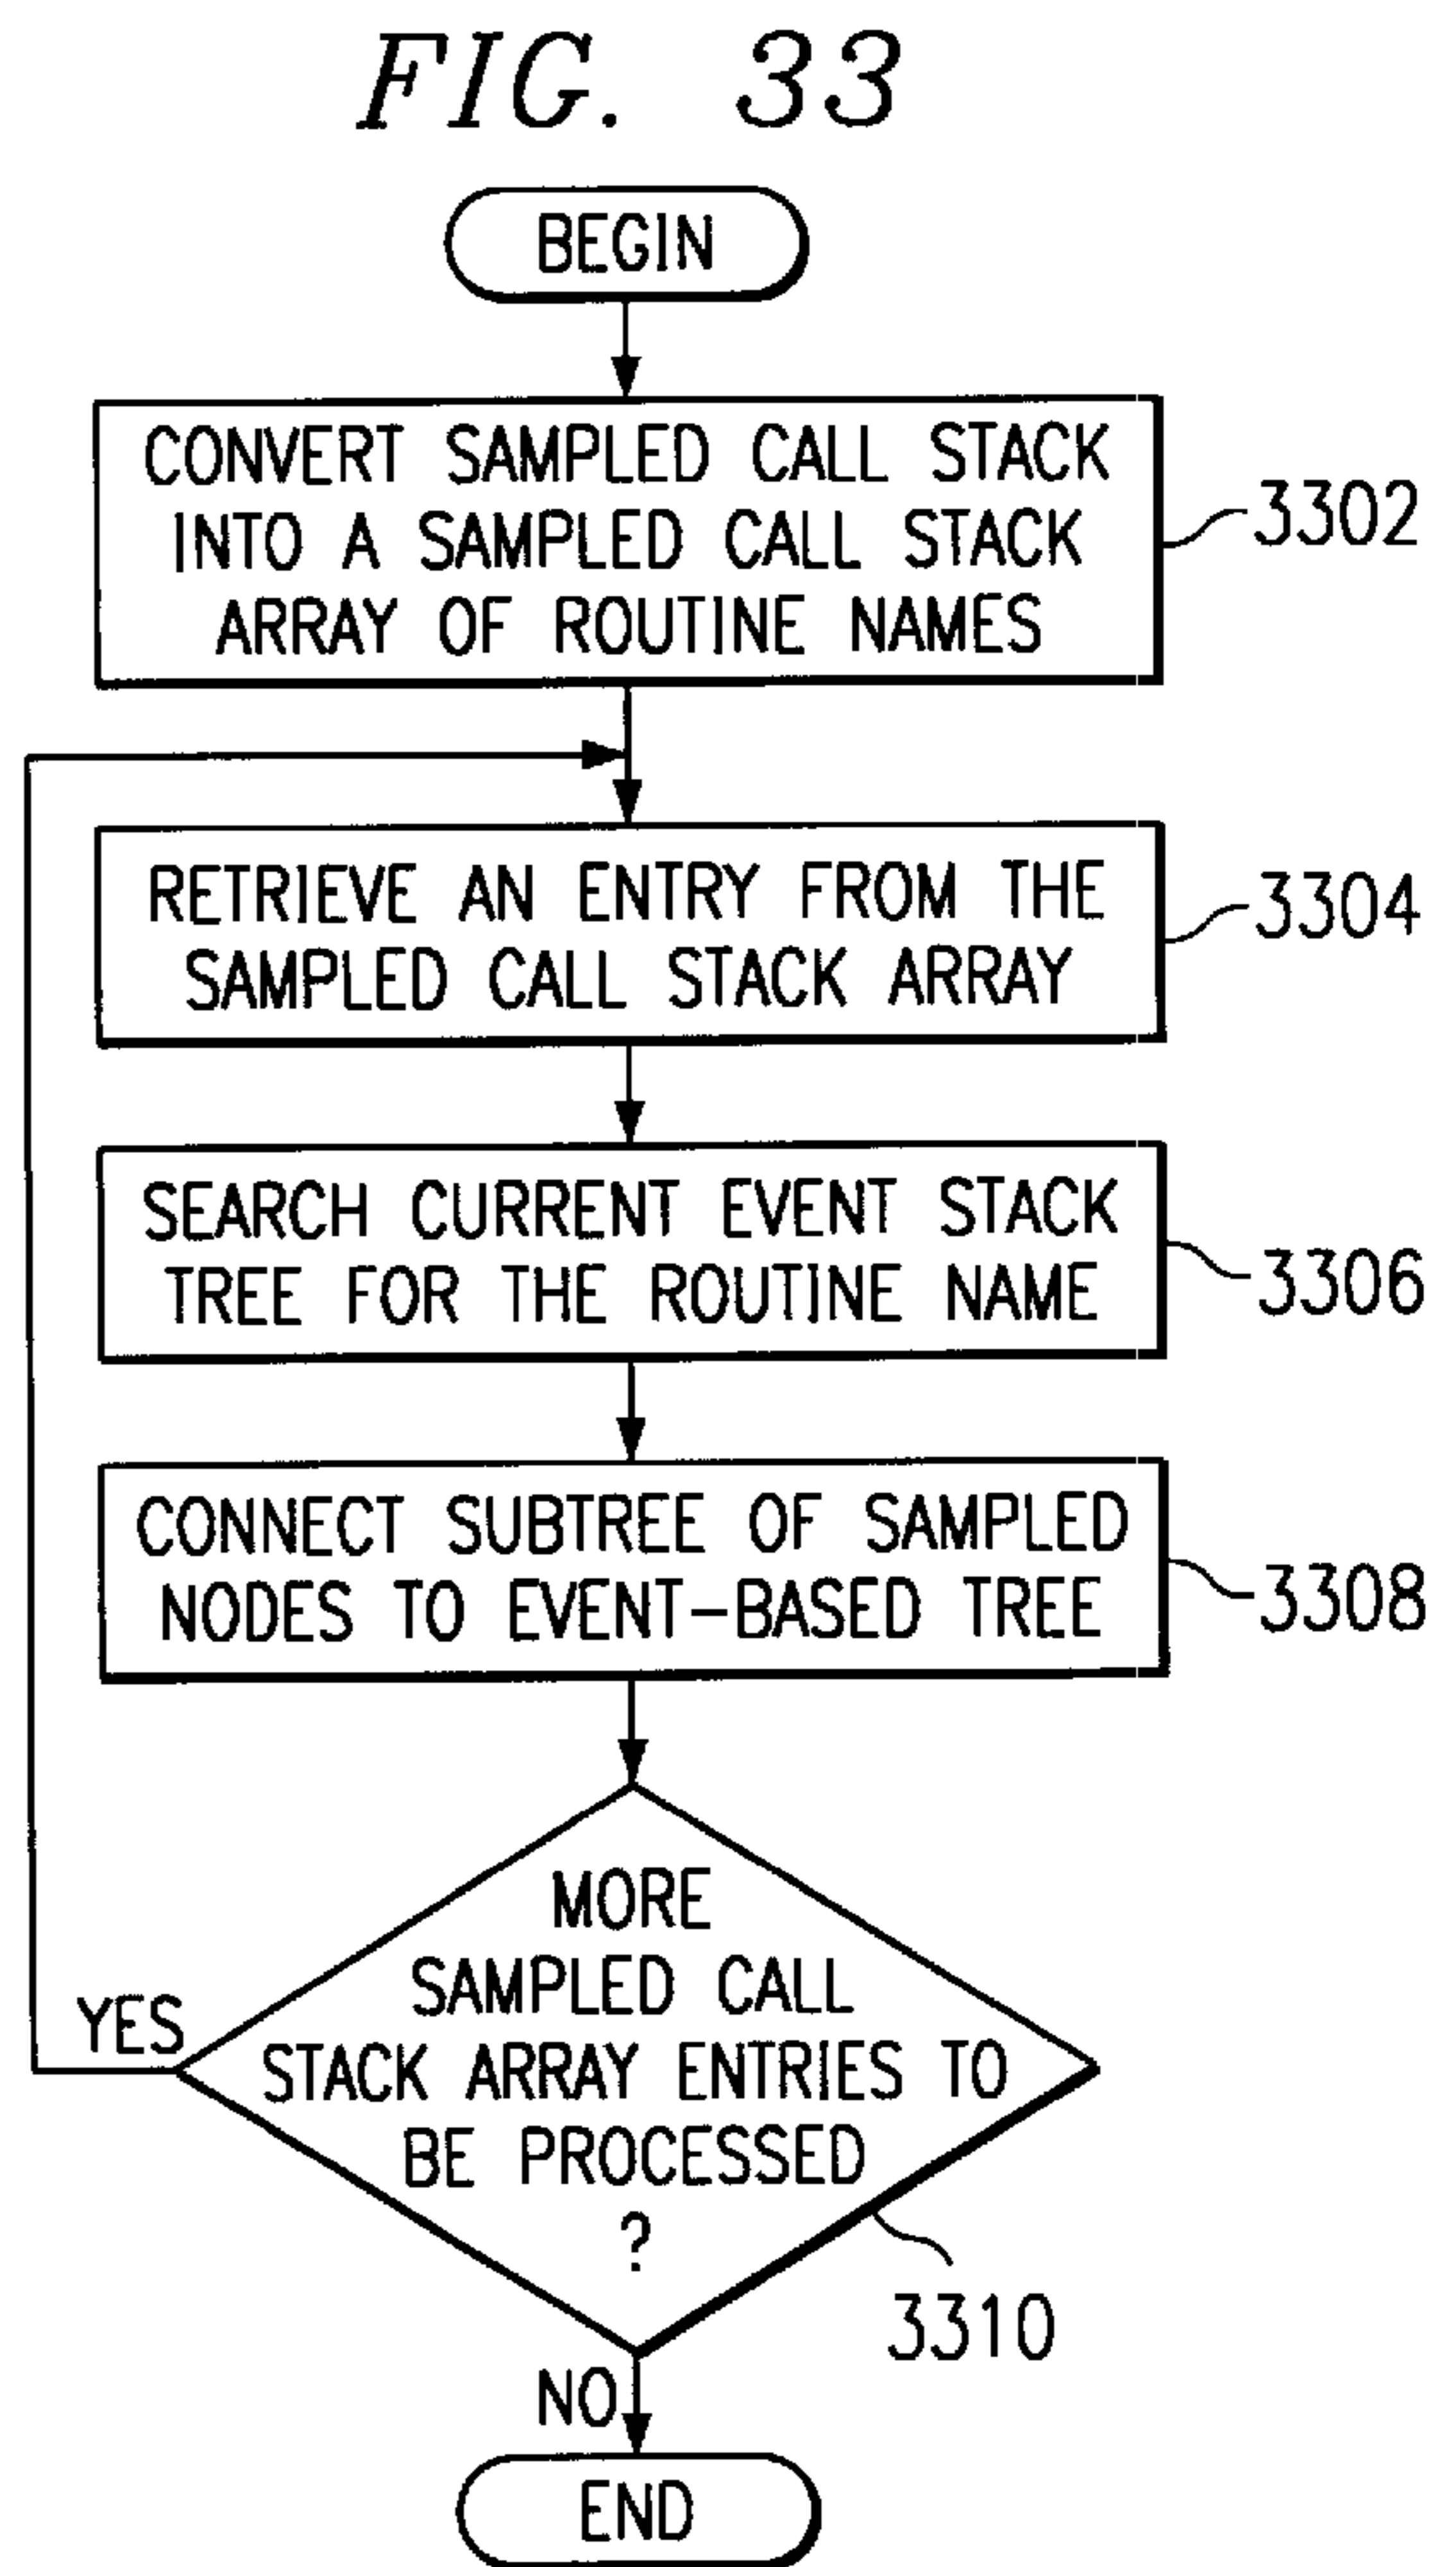 FIG. 33
BEGIN
CONVERT SAMPLED CALL STACK
INTO A SAMPLED CALL STACK
ARRAY OF ROUTINE NAMES
3302
RETRIEVE AN ENTRY FROM THE
SAMPLED CALL STACK ARRAY
3304
SEARCH CURRENT EVENT STACK
TREE FOR THE ROUTINE NAME
3306
CONNECT SUBTREE OF SAMPLED
NODES TO EVENT-BASED TREE
3308
MORE
SAMPLED CALL
STACK ARRAY ENTRIES TO
BE PROCESSED
?
YES
3310
NO
END